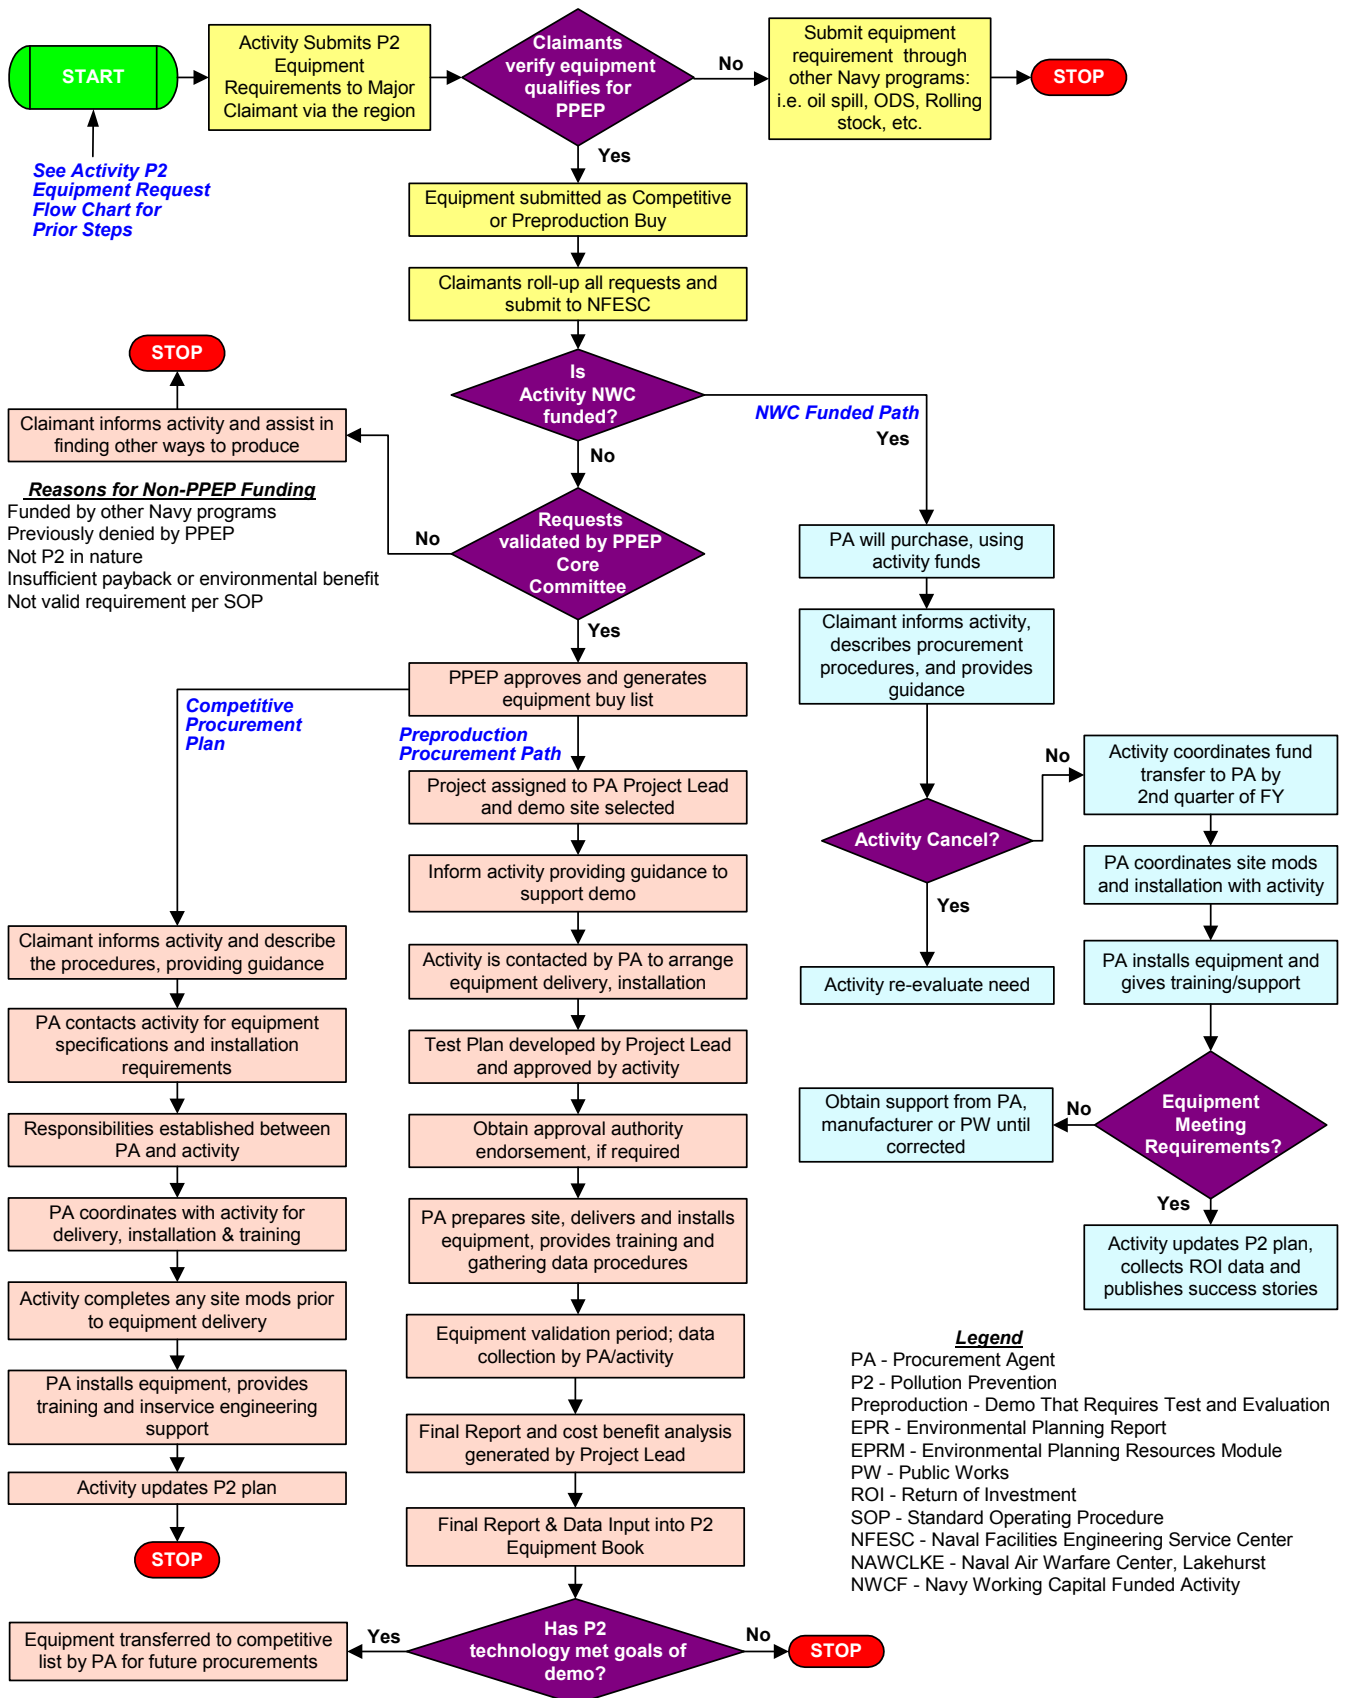 START
Activity Submits P2
Equipment
Requirements to Major
Claimant via the region
Claimants
verify equipment
qualifies for
PPEP
No
Submit equipment
requirement through
other Navy programs:
i.e. oil spill, ODS, Rolling
stock, etc.
STOP
See Activity P2
Equipment Request
Flow Chart for
Prior Steps
Yes
Equipment submitted as Competitive
or Preproduction Buy
Claimants roll-up all requests and
submit to NFESC
Is
Activity NWC
funded?
NWC Funded Path
Yes
No
STOP
Claimant informs activity and assist in
finding other ways to produce
Reasons for Non-PPEP Funding
Funded by other Navy programs
Previously denied by PPEP
Not P2 in nature
Insufficient payback or environmental benefit
Not valid requirement per SOP
No
Requests
validated by PPEP
Core
Committee
Yes
PPEP approves and generates
equipment buy list
Competitive
Procurement
Plan
Preproduction
Procurement Path
Claimant informs activity and describe
the procedures, providing guidance
PA contacts activity for equipment
specifications and installation
requirements
Responsibilities established between
PA and activity
PA coordinates with activity for
delivery, installation & training
Activity completes any site mods prior
to equipment delivery
PA installs equipment, provides
training and inservice engineering
support
Activity updates P2 plan
STOP
Project assigned to PA Project Lead
and demo site selected
Inform activity providing guidance to
support demo
Activity is contacted by PA to arrange
equipment delivery, installation
Test Plan developed by Project Lead
and approved by activity
Obtain approval authority
endorsement, if required
PA prepares site, delivers and installs
equipment, provides training and
gathering data procedures
Equipment validation period; data
collection by PA/activity
Final Report and cost benefit analysis
generated by Project Lead
Final Report & Data Input into P2
Equipment Book
Has P2
technology met goals of
demo?
Yes
Equipment transferred to competitive
list by PA for future procurements
No
STOP
PA will purchase, using
activity funds
Claimant informs activity,
describes procurement
procedures, and provides
guidance
Activity Cancel?
No
Yes
Activity re-evaluate need
Activity coordinates fund
transfer to PA by
2nd quarter of FY
PA coordinates site mods
and installation with activity
PA installs equipment and
gives training/support
Equipment
Meeting
Requirements?
No
Obtain support from PA,
manufacturer or PW until
corrected
Yes
Activity updates P2 plan,
collects ROI data and
publishes success stories
Legend
PA - Procurement Agent
P2 - Pollution Prevention
Preproduction - Demo That Requires Test and Evaluation
EPR - Environmental Planning Report
EPRM - Environmental Planning Resources Module
PW - Public Works
ROI - Return of Investment
SOP - Standard Operating Procedure
NFESC - Naval Facilities Engineering Service Center
NAWCLKE - Naval Air Warfare Center, Lakehurst
NWCF - Navy Working Capital Funded Activity